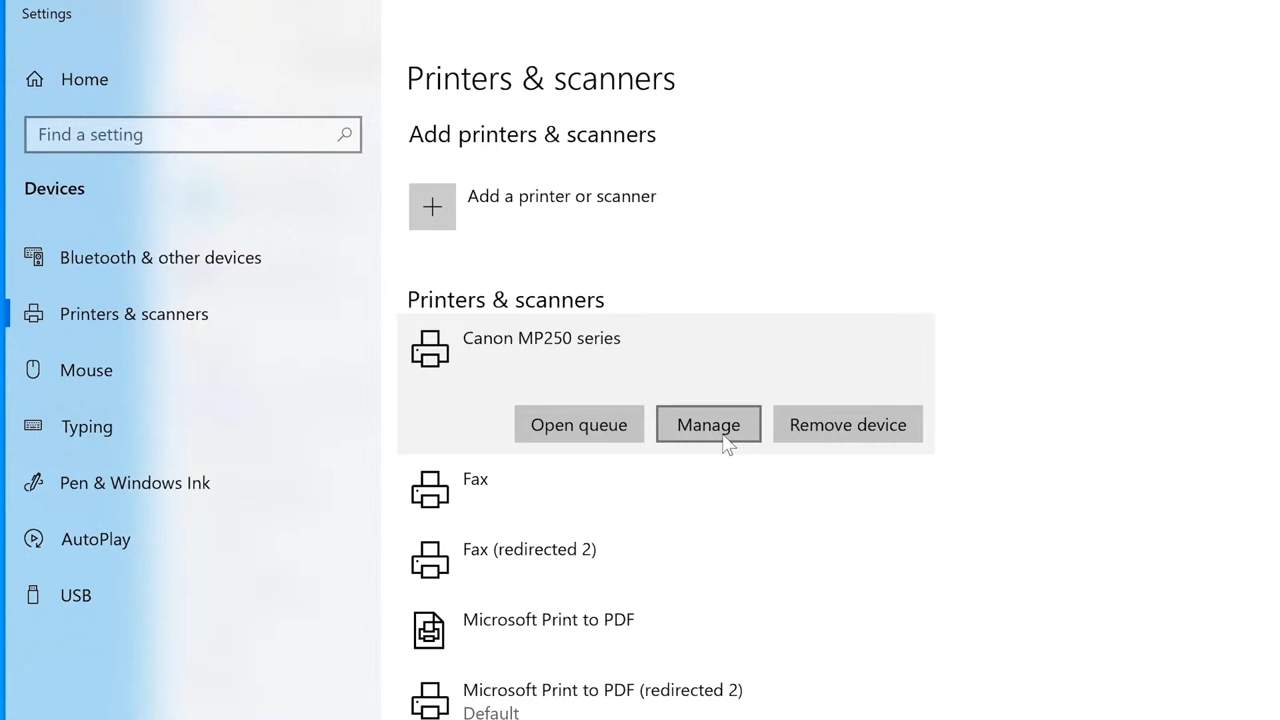 Settings
Home
Find a setting
Devices
Bluetooth & other devices
Printers & scanners
Mouse
Typing
Pen & Windows Ink
AutoPlay
USB
Printers & scanners
Add printers & scanners
Add a printer or scanner
Printers & scanners
Canon MP250 series
Open queue Manage Remove device
Fax
Fax (redirected 2)
Microsoft Print to PDF
Microsoft Print to PDF (redirected 2)
Default